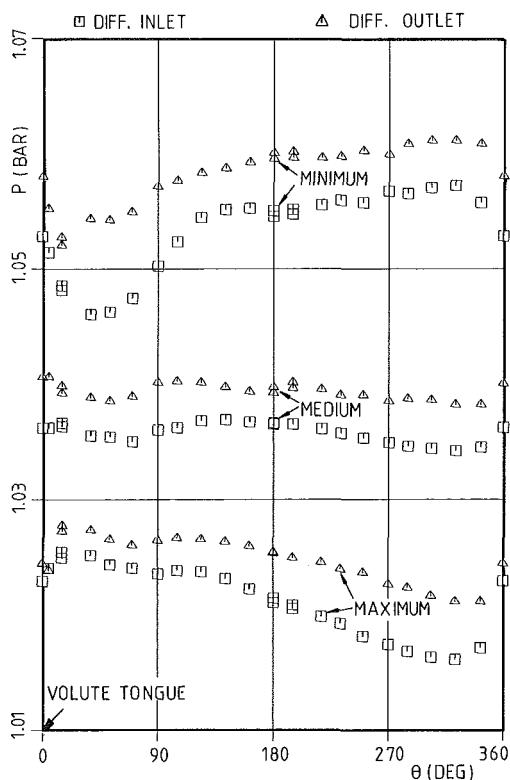 DIFF. INLET
DIFF. OUTLET
1.07
P (BAR)
MINIMUM
1.05
MEDIUM
1.03
MAXIMUM
VOLUTE TONGUE
1.01
0
90
180
270
360
θ (DEG)